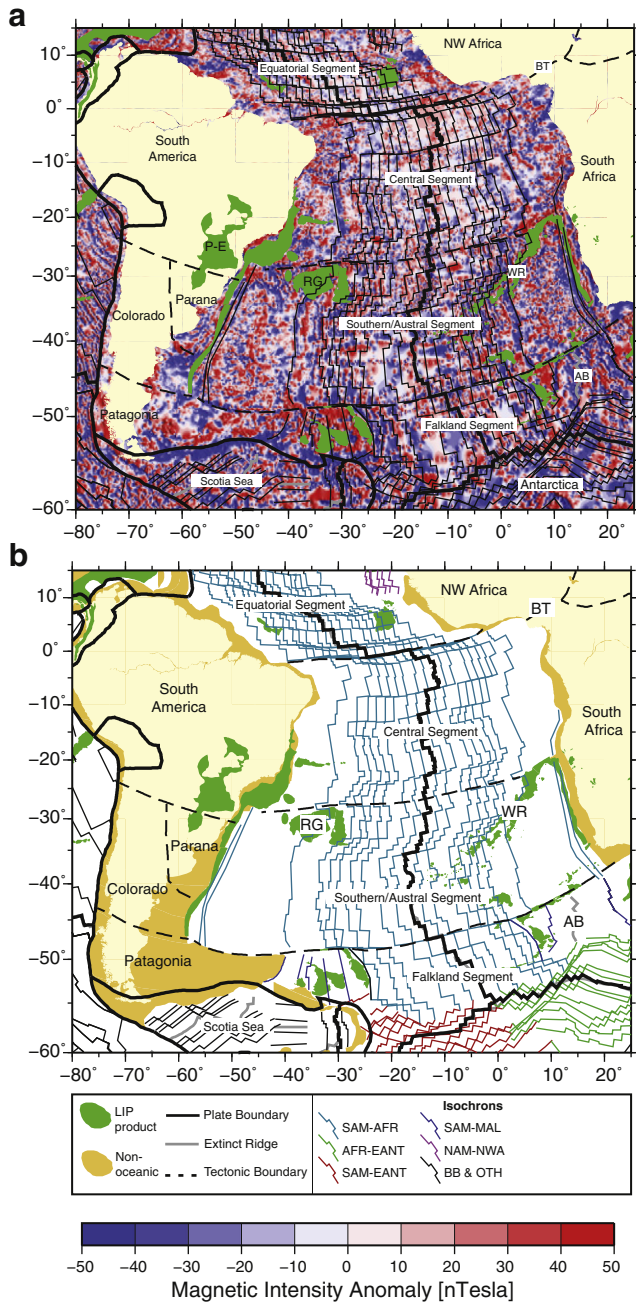 a
10°
0°
−10°
−20°
−30°
−40°
−50°
−60°
NW Africa
BT
Equatorial Segment
South
America
South
Africa
Central Segment
P-E
RG
WR
Parana
Colorado
Southern/Austral Segment
AB
Patagonia
Falkland Segment
Scotia Sea
Antarctica
−80° −70° −60° −50° −40° −30° −20° −10° 0° 10° 20°
b
10°
0°
−10°
−20°
−30°
−40°
−50°
−60°
NW Africa
BT
Equatorial Segment
South
America
South
Africa
Central Segment
RG
WR
Parana
Colorado
Southern/Austral Segment
AB
Patagonia
Falkland Segment
Scotia Sea
−80° −70° −60° −50° −40° −30° −20° −10° 0° 10° 20°
LIP
product
Non-
oceanic
Plate Boundary
Extinct Ridge
Tectonic Boundary
Isochrons
SAM-AFR
AFR-EANT
SAM-EANT
SAM-MAL
NAM-NWA
BB & OTH
−50 −40 −30 −20 −10 0 10 20 30 40 50
Magnetic Intensity Anomaly [nTesla]